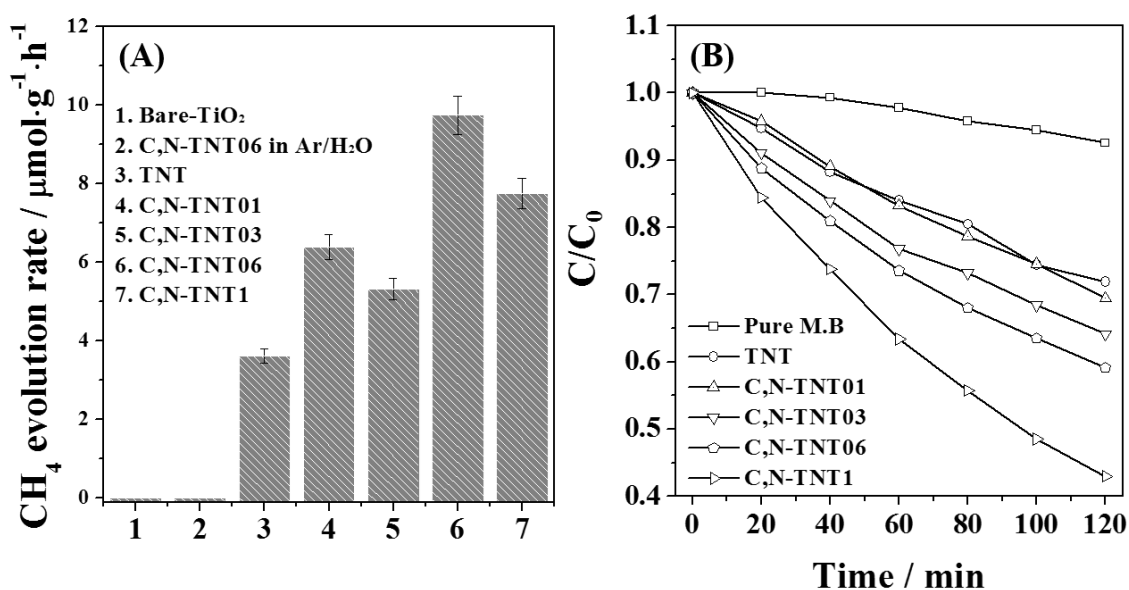 (A)
CH₄ evolution rate / μmol·g⁻¹·h⁻¹
12
10
8
6
4
2
0
1. Bare-TiO₂
2. C,N-TNT06 in Ar/H₂O
3. TNT
4. C,N-TNT01
5. C,N-TNT03
6. C,N-TNT06
7. C,N-TNT1
1 2 3 4 5 6 7
(B)
C/C₀
1.1
1.0
0.9
0.8
0.7
0.6
0.5
0.4
Pure M.B
TNT
C,N-TNT01
C,N-TNT03
C,N-TNT06
C,N-TNT1
0 20 40 60 80 100 120
Time / min